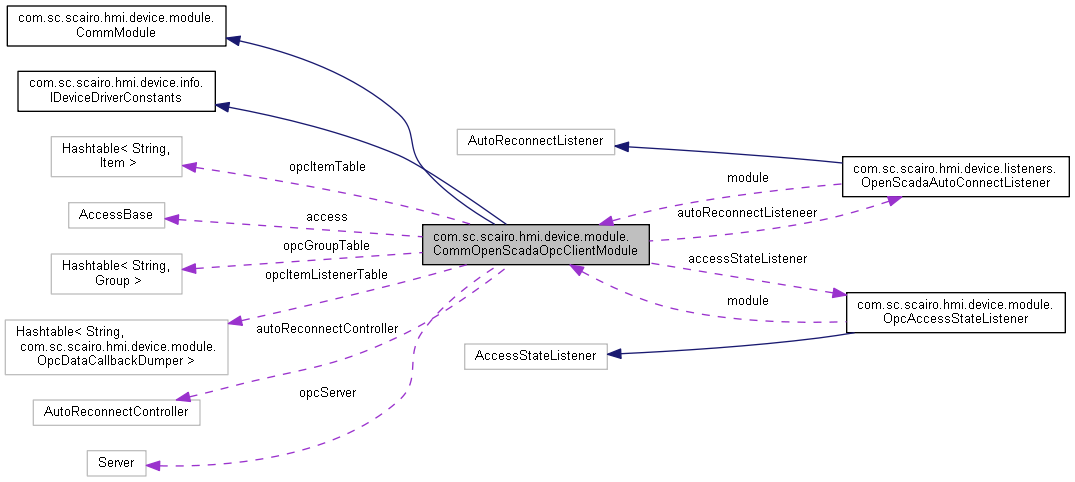 com.sc.scairo.hmi.device.module.
CommModule
com.sc.scairo.hmi.device.info.
IDeviceDriverConstants
Hashtable< String,
Item >
AccessBase
Hashtable< String,
Group >
Hashtable< String,
com.sc.scairo.hmi.device.module.
OpcDataCallbackDumper >
AutoReconnectController
Server
opcItemTable
access
opcGroupTable
opcItemListenerTable
autoReconnectController
opcServer
com.sc.scairo.hmi.device.module.
CommOpenScadaOpcClientModule
AutoReconnectListener
module
autoReconnectListeneer
accessStateListener
module
AccessStateListener
com.sc.scairo.hmi.device.listeners.
OpenScadaAutoConnectListener
com.sc.scairo.hmi.device.module.
OpcAccessStateListener